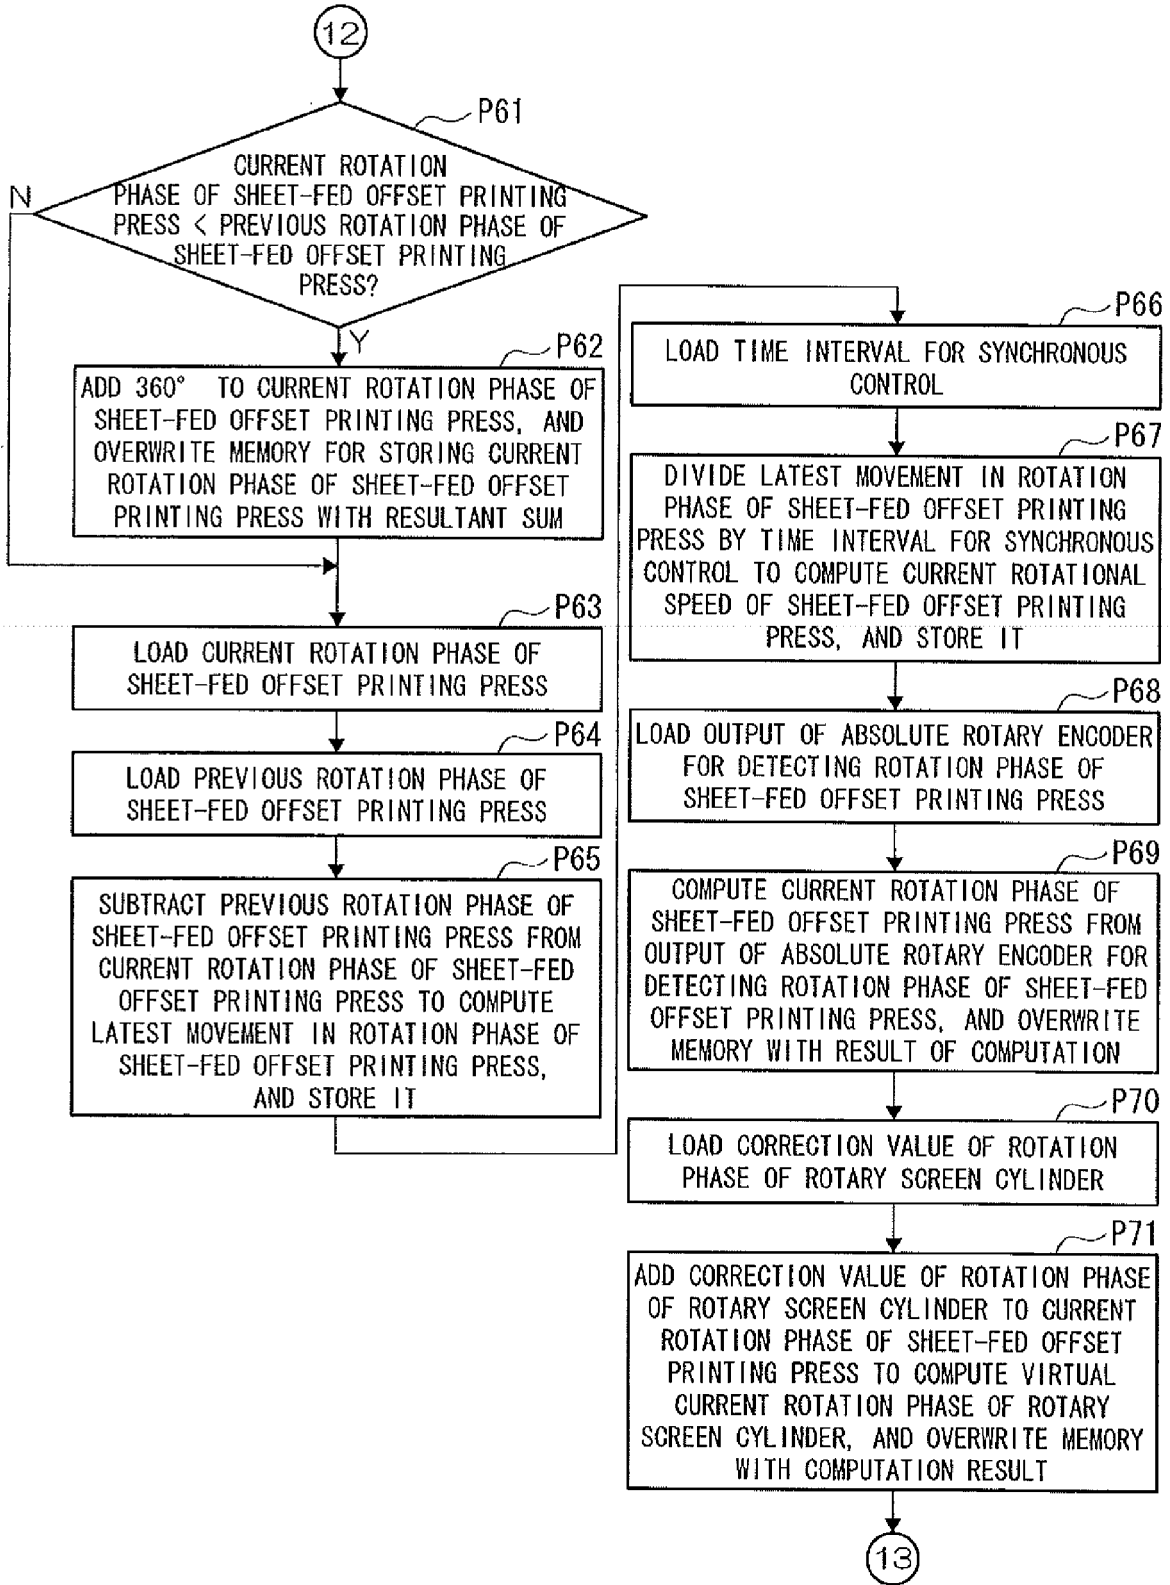 12
P61
CURRENT ROTATION
PHASE OF SHEET-FED OFFSET PRINTING
PRESS < PREVIOUS ROTATION PHASE OF
SHEET-FED OFFSET PRINTING
PRESS?
N
Y
P62
ADD 360° TO CURRENT ROTATION PHASE OF
SHEET-FED OFFSET PRINTING PRESS, AND
OVERWRITE MEMORY FOR STORING CURRENT
ROTATION PHASE OF SHEET-FED OFFSET
PRINTING PRESS WITH RESULTANT SUM
P63
LOAD CURRENT ROTATION PHASE OF
SHEET-FED OFFSET PRINTING PRESS
P64
LOAD PREVIOUS ROTATION PHASE OF
SHEET-FED OFFSET PRINTING PRESS
P65
SUBTRACT PREVIOUS ROTATION PHASE OF
SHEET-FED OFFSET PRINTING PRESS FROM
CURRENT ROTATION PHASE OF SHEET-FED
OFFSET PRINTING PRESS TO COMPUTE
LATEST MOVEMENT IN ROTATION PHASE OF
SHEET-FED OFFSET PRINTING PRESS,
AND STORE IT
P66
LOAD TIME INTERVAL FOR SYNCHRONOUS
CONTROL
P67
DIVIDE LATEST MOVEMENT IN ROTATION
PHASE OF SHEET-FED OFFSET PRINTING
PRESS BY TIME INTERVAL FOR SYNCHRONOUS
CONTROL TO COMPUTE CURRENT ROTATIONAL
SPEED OF SHEET-FED OFFSET PRINTING
PRESS, AND STORE IT
P68
LOAD OUTPUT OF ABSOLUTE ROTARY ENCODER
FOR DETECTING ROTATION PHASE OF
SHEET-FED OFFSET PRINTING PRESS
P69
COMPUTE CURRENT ROTATION PHASE OF
SHEET-FED OFFSET PRINTING PRESS FROM
OUTPUT OF ABSOLUTE ROTARY ENCODER FOR
DETECTING ROTATION PHASE OF SHEET-FED
OFFSET PRINTING PRESS, AND OVERWRITE
MEMORY WITH RESULT OF COMPUTATION
P70
LOAD CORRECTION VALUE OF ROTATION
PHASE OF ROTARY SCREEN CYLINDER
P71
ADD CORRECTION VALUE OF ROTATION PHASE
OF ROTARY SCREEN CYLINDER TO CURRENT
ROTATION PHASE OF SHEET-FED OFFSET
PRINTING PRESS TO COMPUTE VIRTUAL
CURRENT ROTATION PHASE OF ROTARY
SCREEN CYLINDER, AND OVERWRITE MEMORY
WITH COMPUTATION RESULT
13